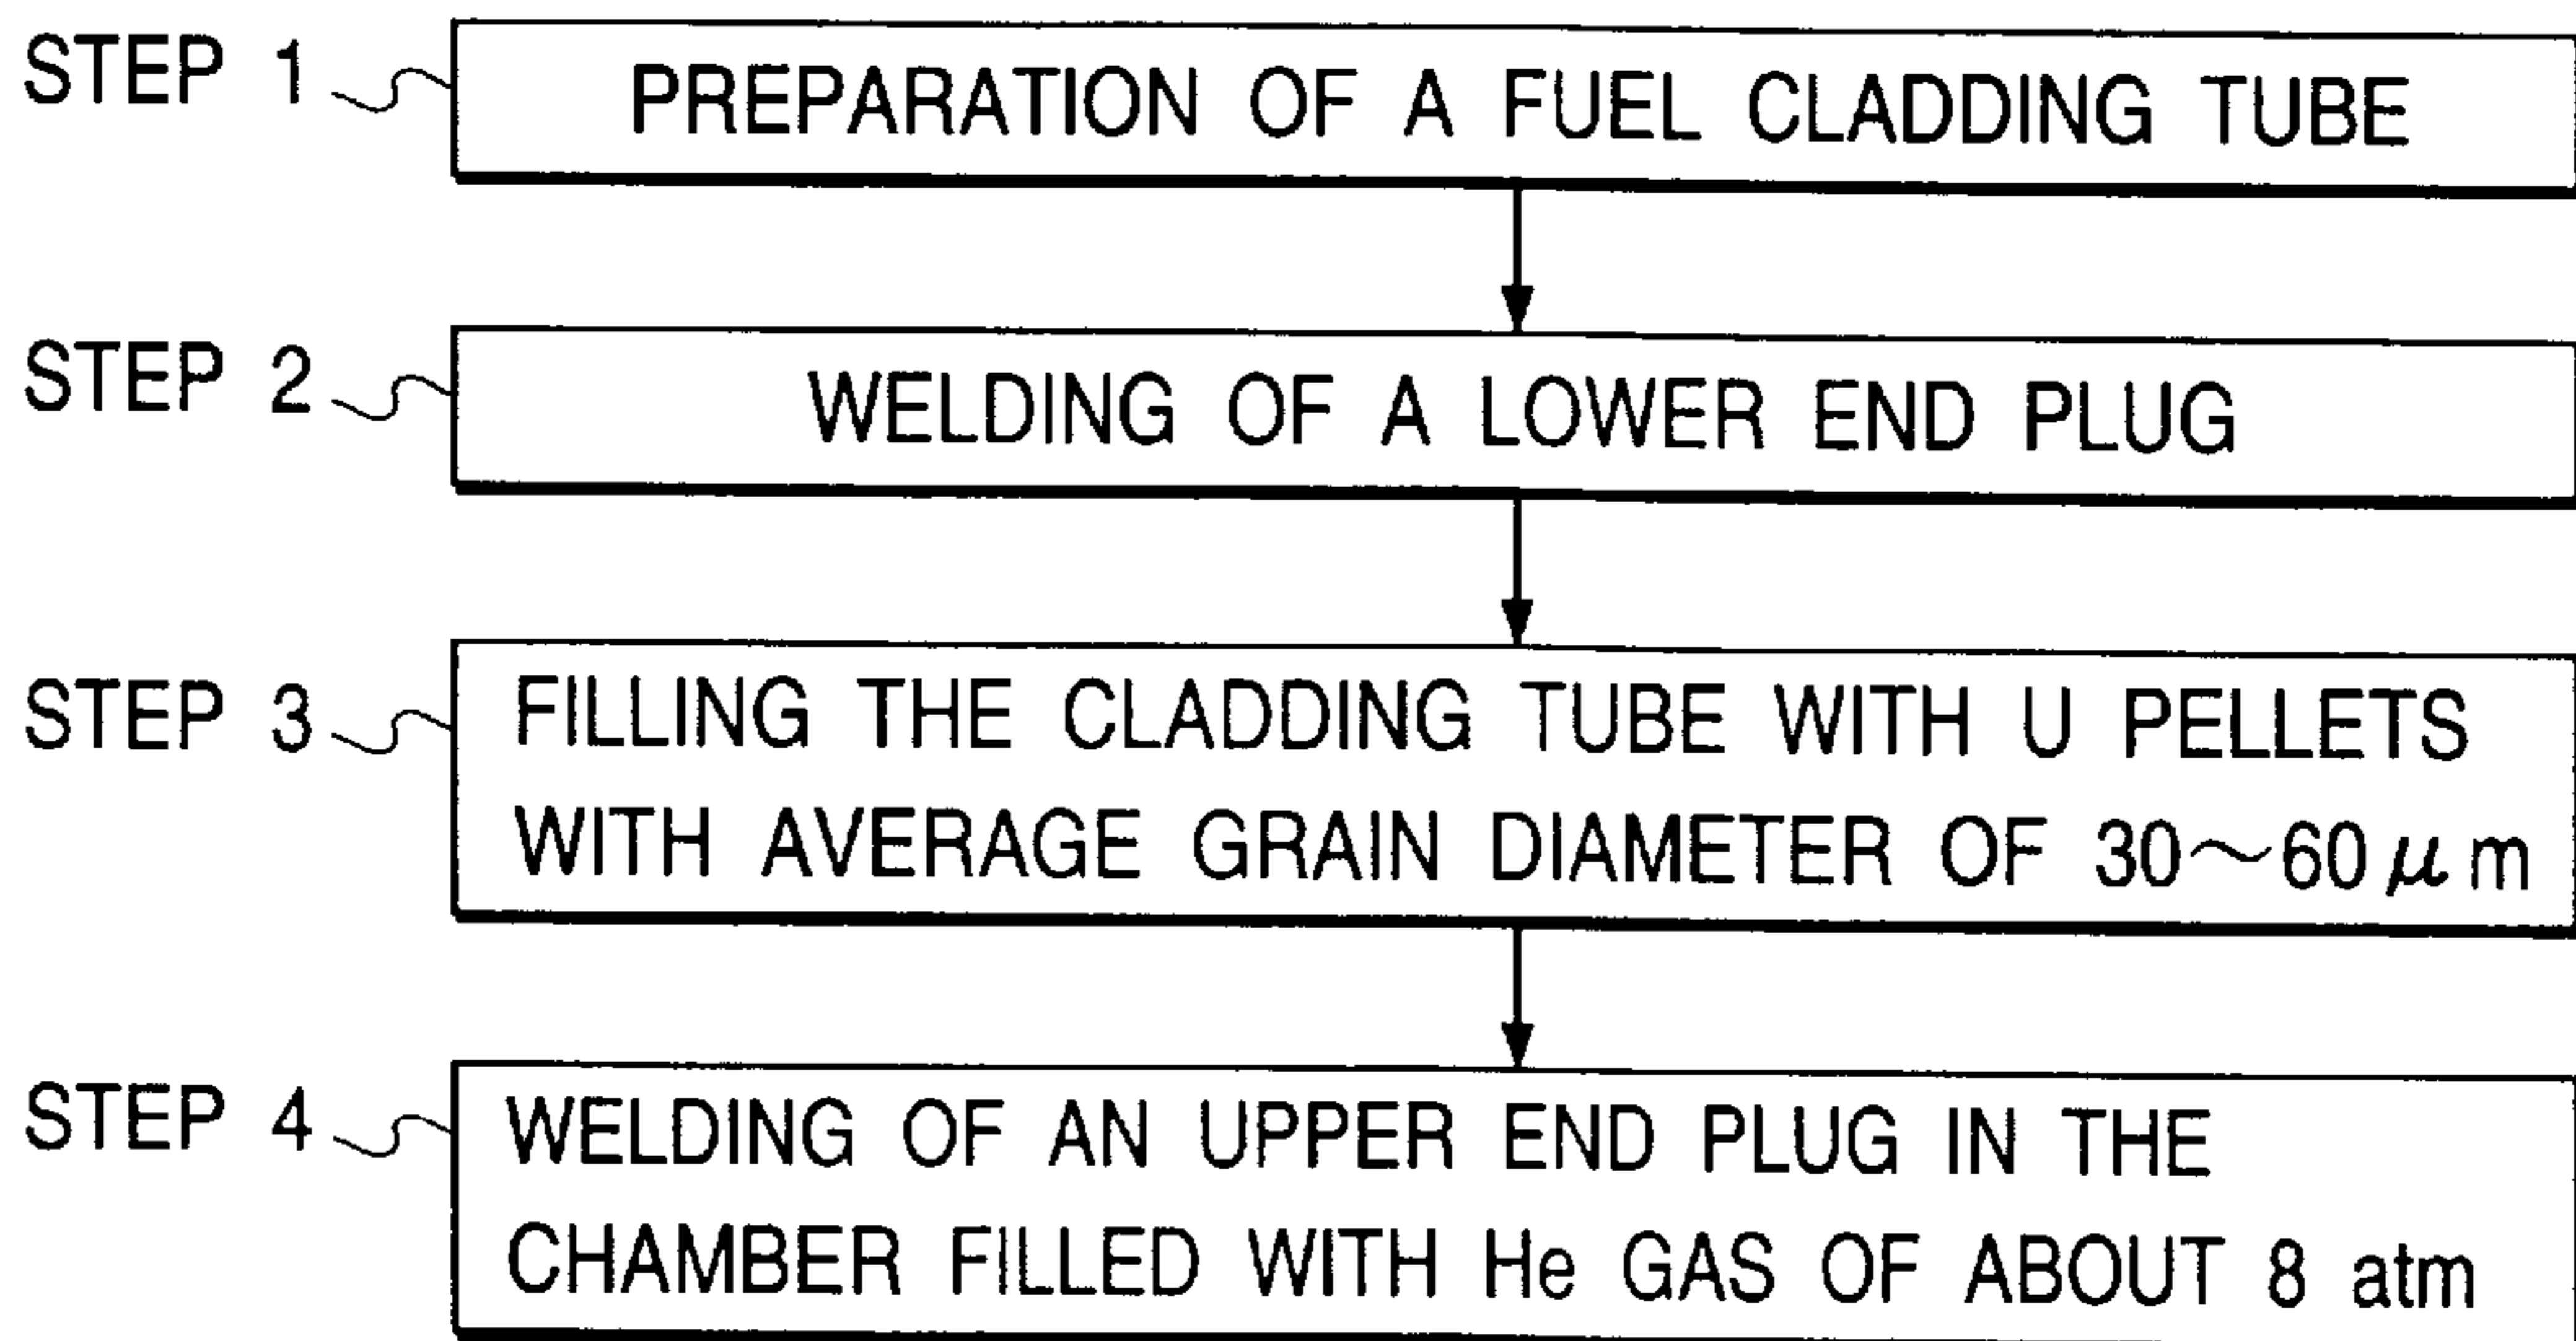 STEP 1
PREPARATION OF A FUEL CLADDING TUBE
STEP 2
WELDING OF A LOWER END PLUG
STEP 3
FILLING THE CLADDING TUBE WITH U PELLETS
WITH AVERAGE GRAIN DIAMETER OF 30~60 μm
STEP 4
WELDING OF AN UPPER END PLUG IN THE
CHAMBER FILLED WITH He GAS OF ABOUT 8 atm